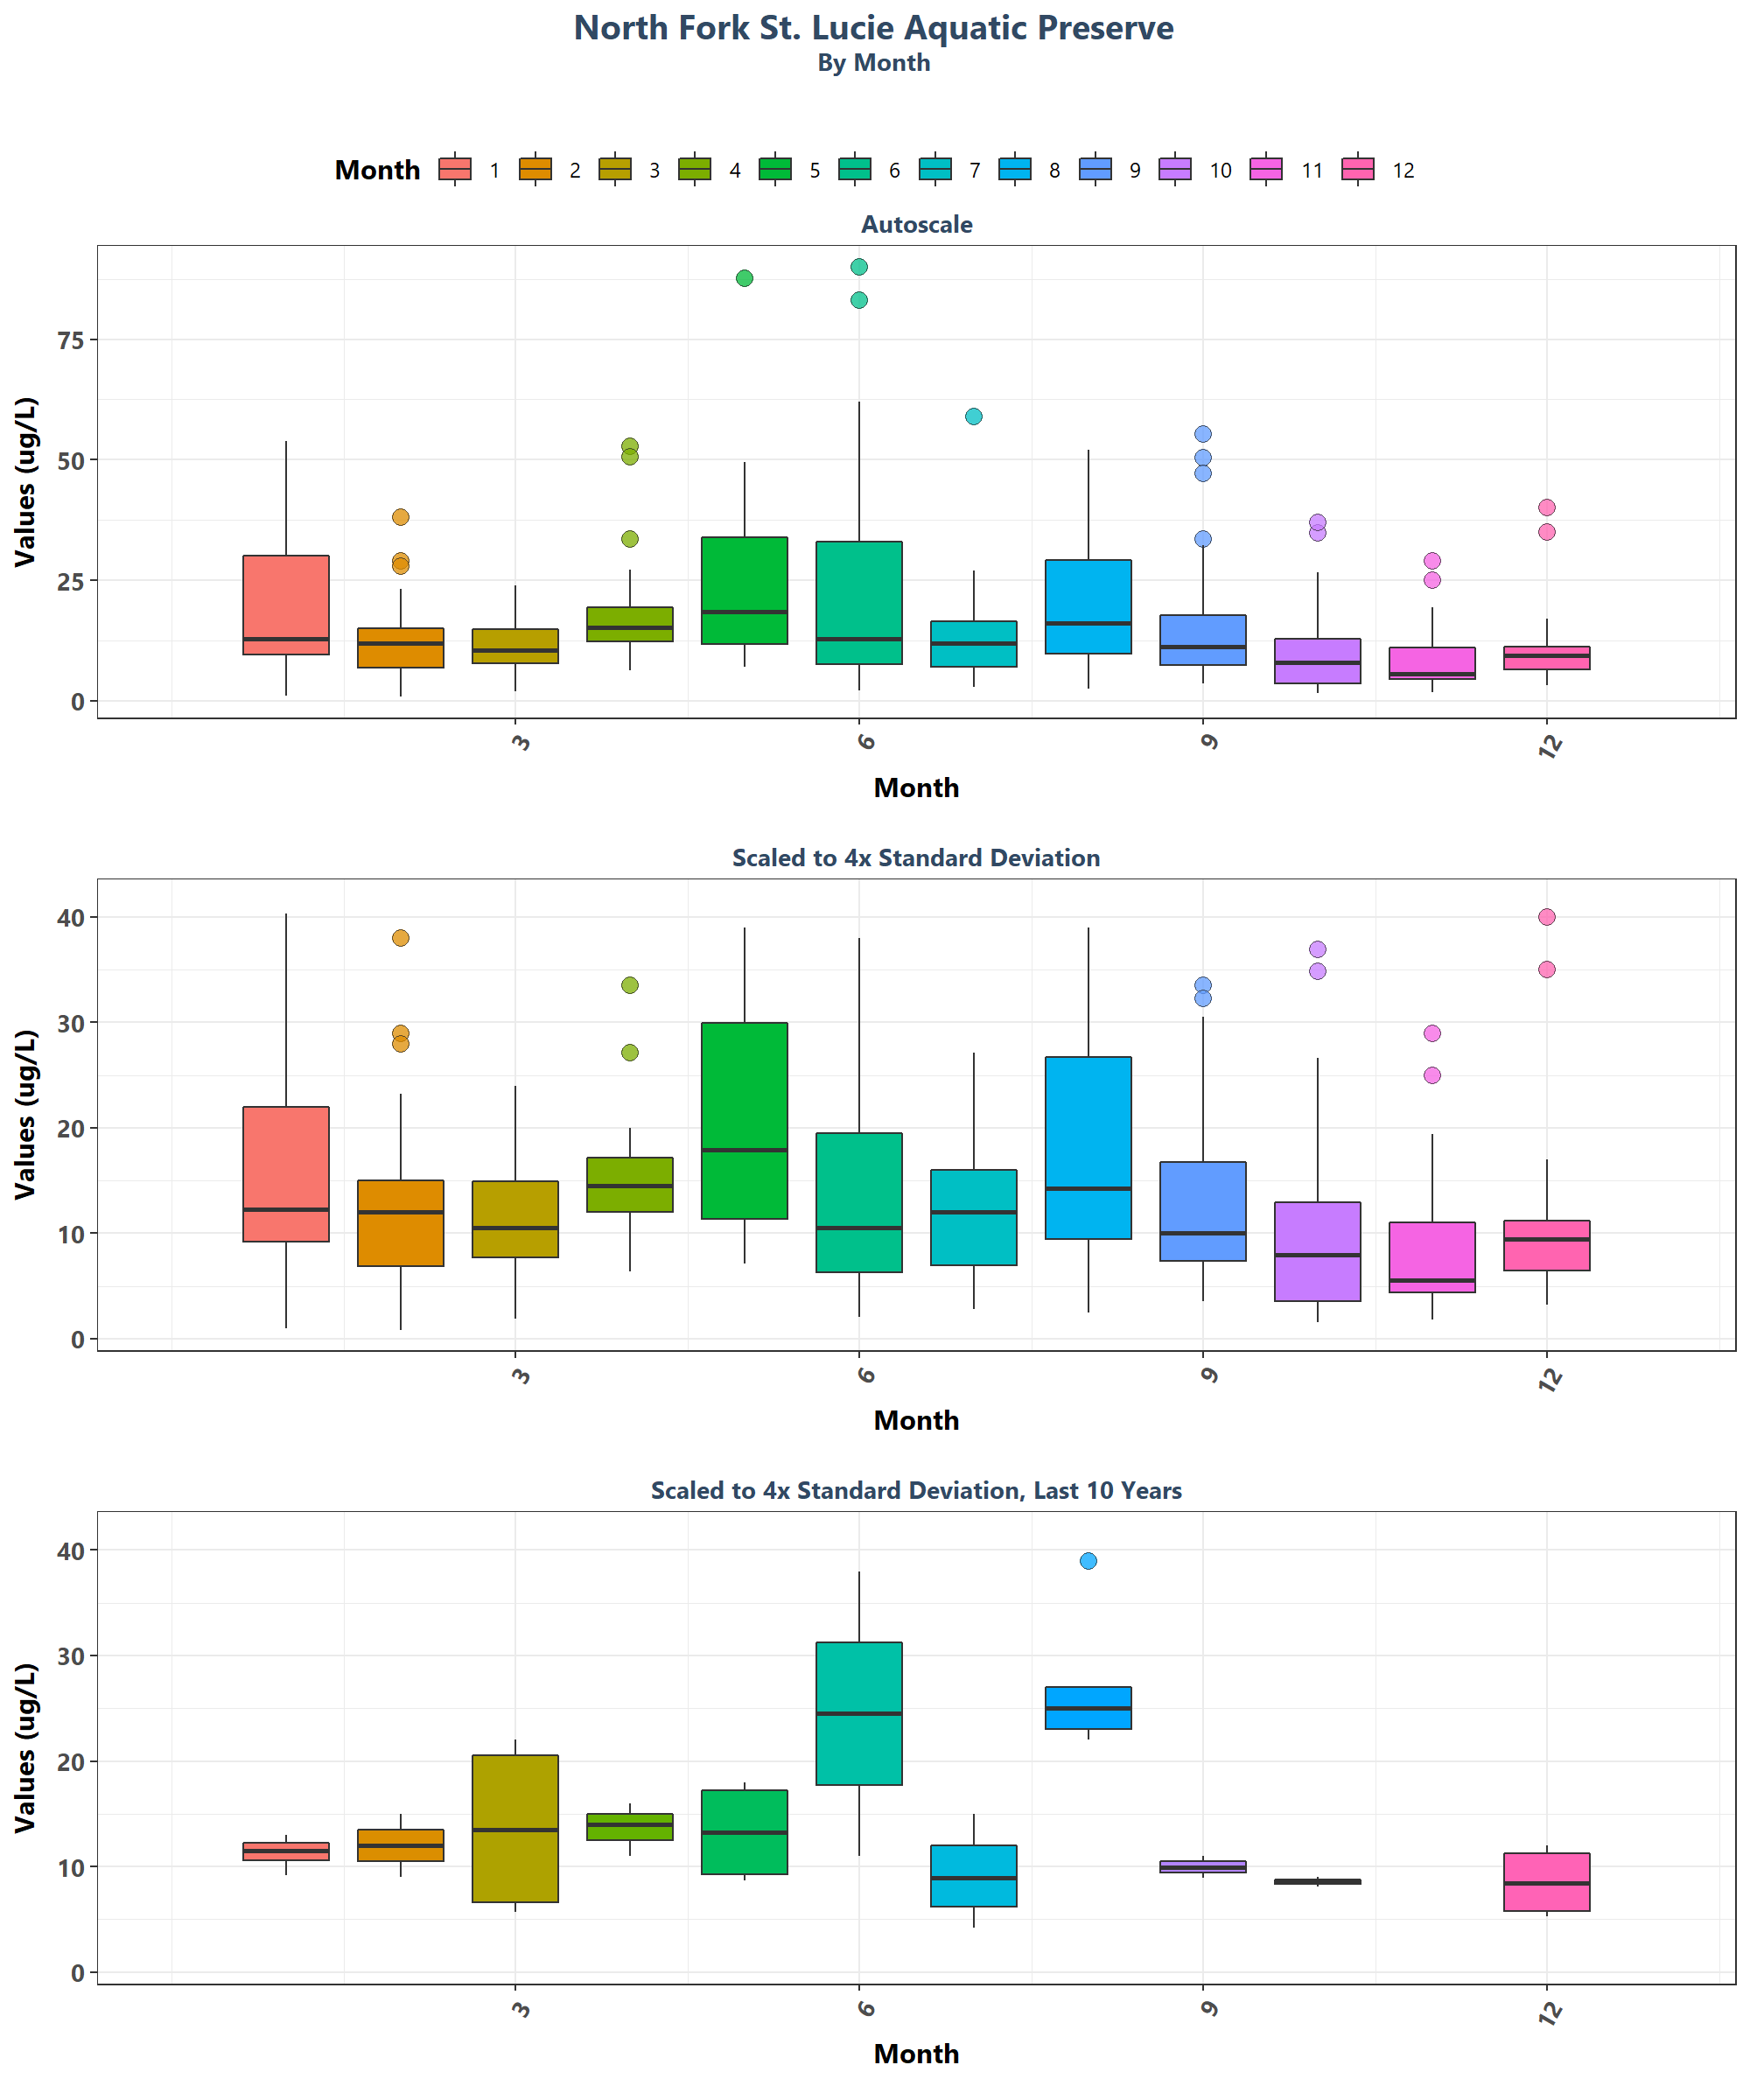 North Fork St. Lucie Aquatic Preserve
By Month
Month 1 2 3 4 5 6 7 8 9 10 11 12
Autoscale
Values (ug/L)
75
50
25
0
3 6 9 12
Month
Scaled to 4x Standard Deviation
Values (ug/L)
40
30
20
10
0
3 6 9 12
Month
Scaled to 4x Standard Deviation, Last 10 Years
Values (ug/L)
40
30
20
10
0
3 6 9 12
Month